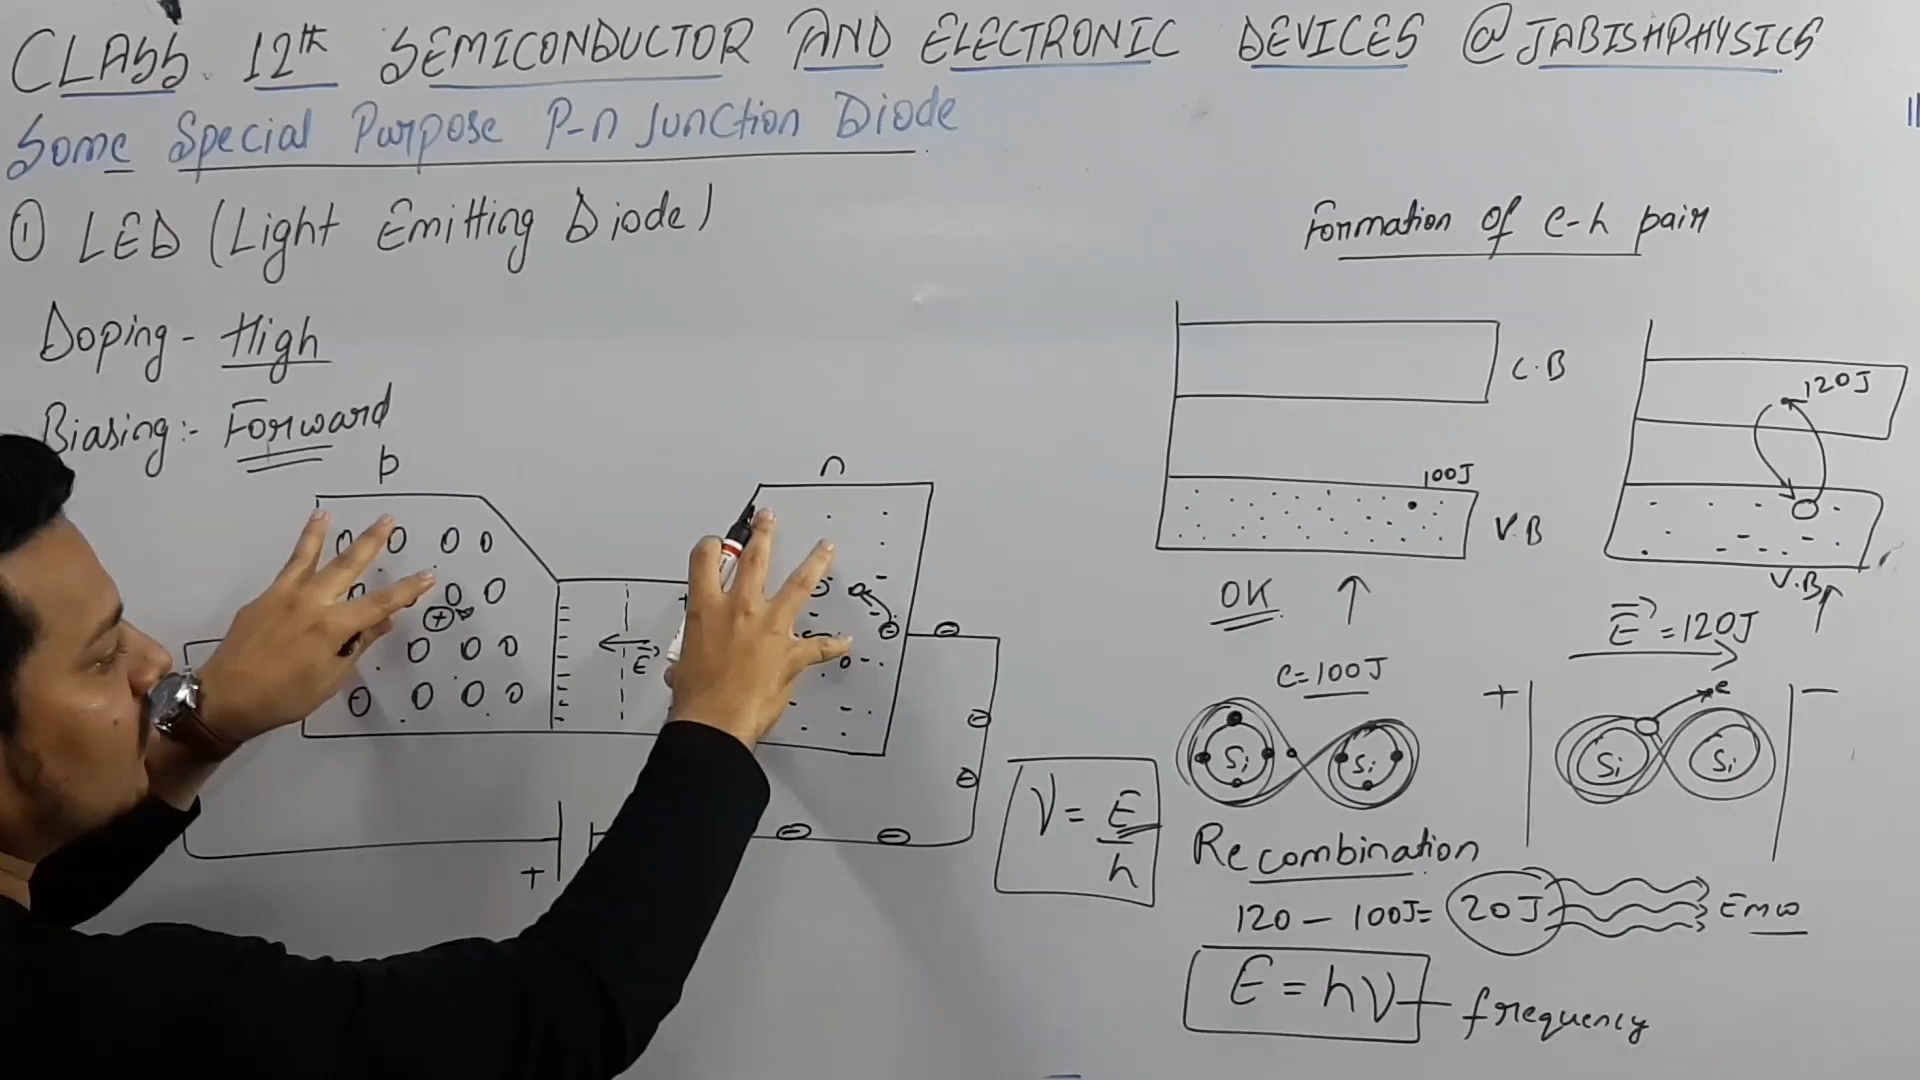 CLASS 12th SEMICONDUCTOR AND ELECTRONIC DEVICES @JABISHPHYSICS
Some Special Purpose P-n Junction Diode
① LED (Light Emitting Diode)
Doping - High
Biasing:- Forward
p
n
E
+
ν = E/h
Formation of e-h pair
C.B
100J
V.B
120J
V.B
OK
E = 120J
e=100J
e
+
−
Si
Si
Si
Si
Recombination
120 − 100J = 20J
Emw
E = hν
frequency